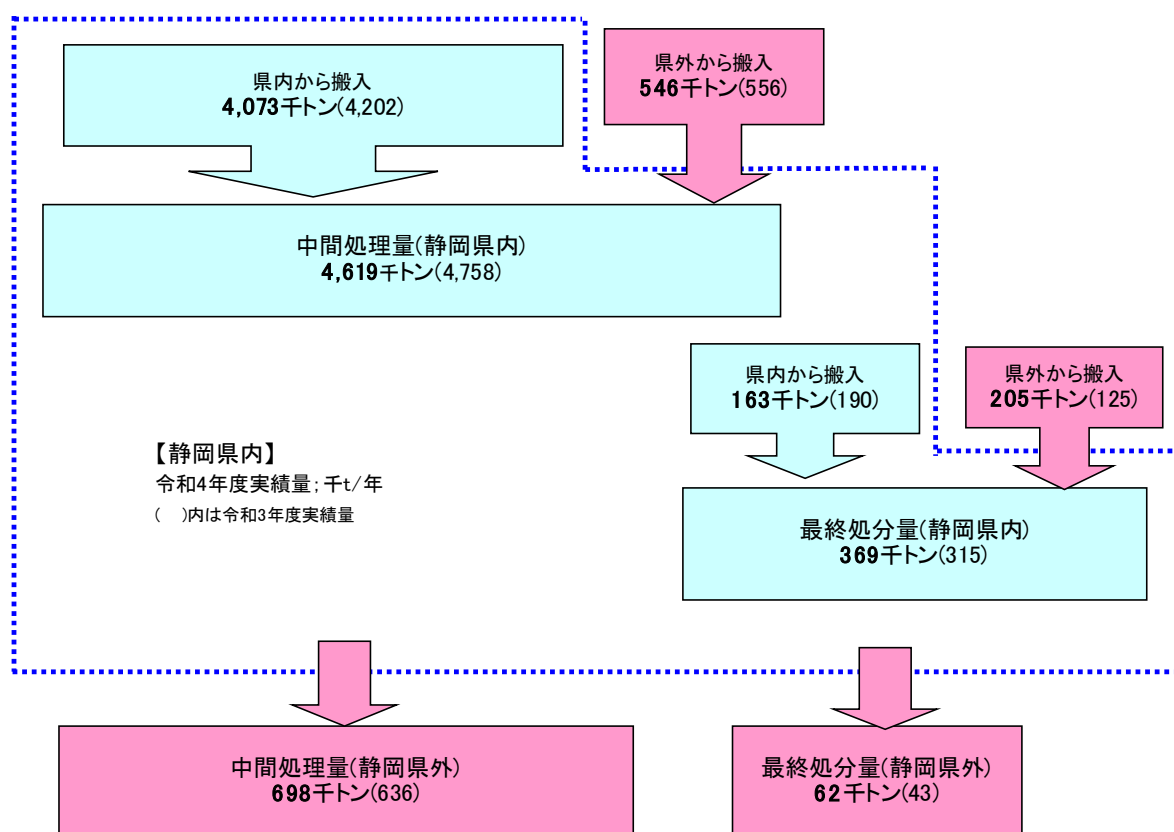 県内から搬入
4,073千トン(4,202)
県外から搬入
546千トン(556)
中間処理量(静岡県内)
4,619千トン(4,758)
県内から搬入
163千トン(190)
県外から搬入
205千トン(125)
【静岡県内】
令和4年度実績量;千t/年
(　)内は令和3年度実績量
最終処分量(静岡県内)
369千トン(315)
中間処理量(静岡県外)
698千トン(636)
最終処分量(静岡県外)
62千トン(43)